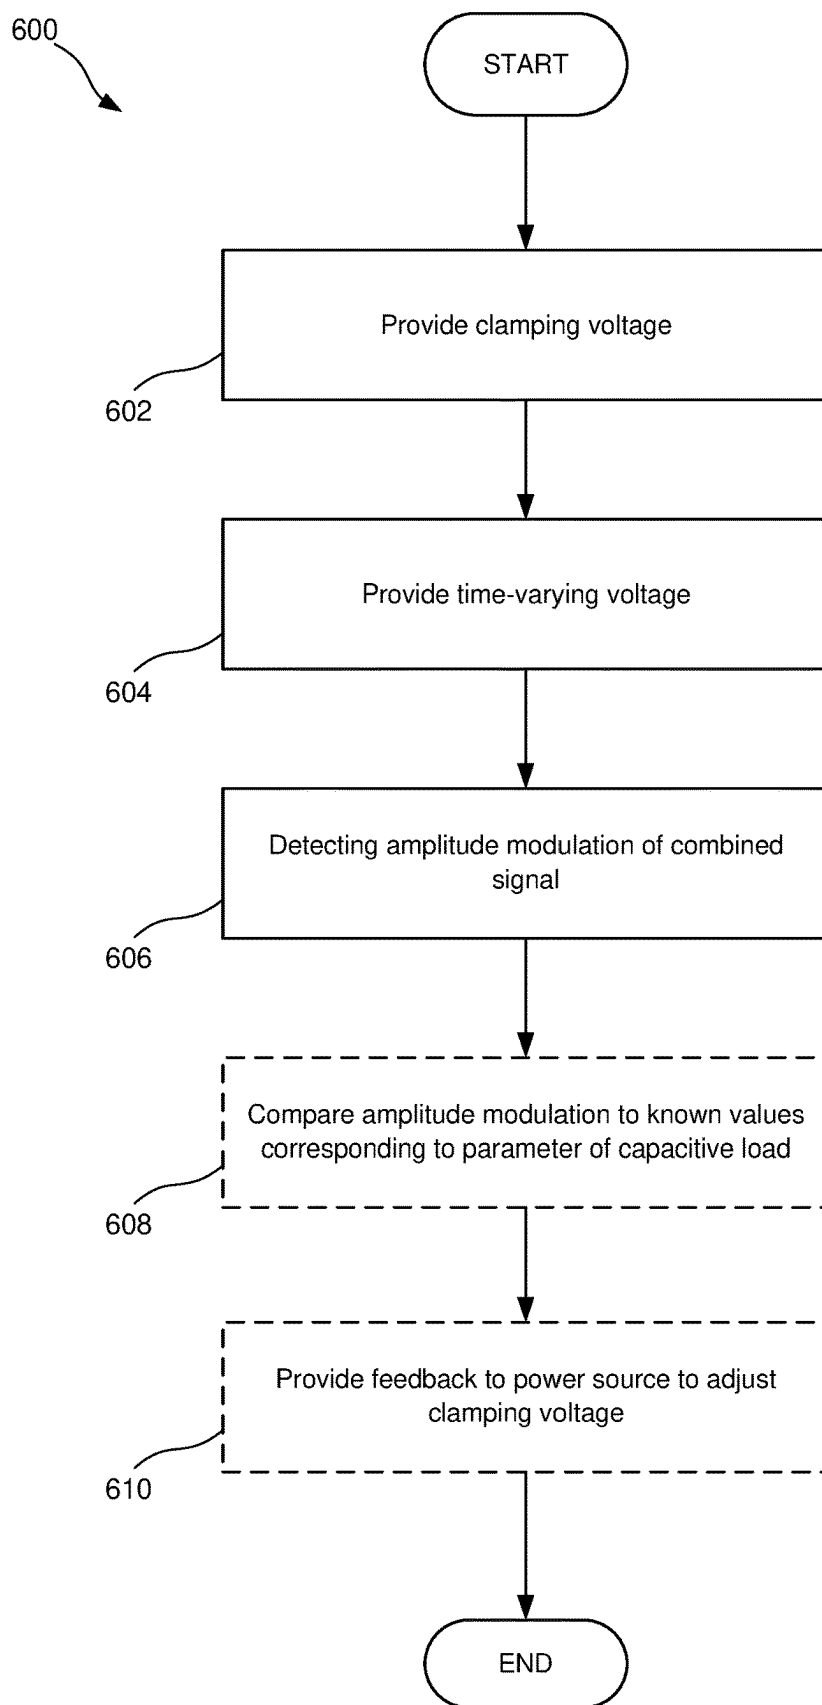 600
START
Provide clamping voltage
602
Provide time-varying voltage
604
Detecting amplitude modulation of combined
signal
606
Compare amplitude modulation to known values
corresponding to parameter of capacitive load
608
Provide feedback to power source to adjust
clamping voltage
610
END